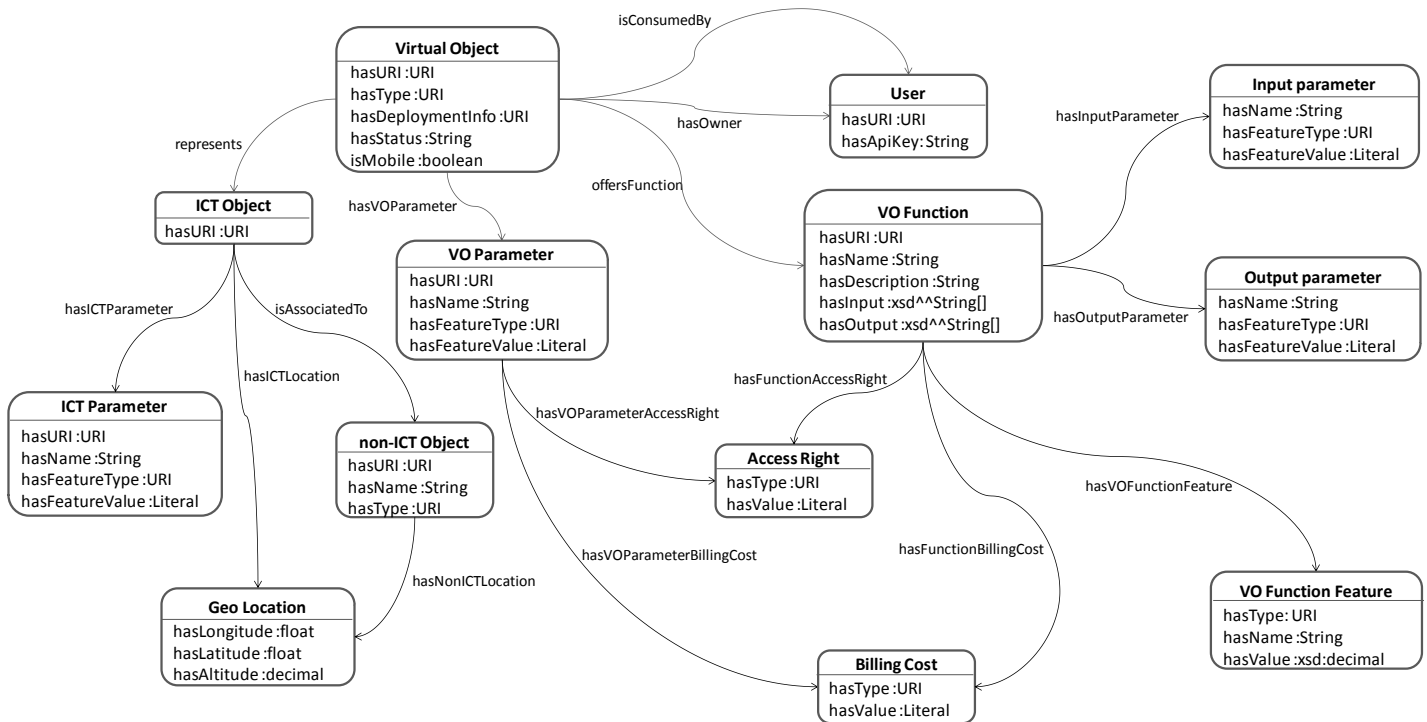 isConsumedBy
Virtual Object
hasURI :URI
hasType :URI
hasDeploymentInfo :URI
hasStatus :String
isMobile :boolean
User
hasURI : URI
hasApiKey: String
hasOwner
Input parameter
hasName :String
hasFeatureType :URI
hasFeatureValue :Literal
hasInputParameter
represents
offersFunction
ICT Object
hasURI :URI
hasVOParameter
VO Function
hasURI :URI
hasName :String
hasDescription :String
hasInput :xsd^^String[]
hasOutput :xsd^^String[]
VO Parameter
hasURI :URI
hasName :String
hasFeatureType :URI
hasFeatureValue :Literal
Output parameter
hasName :String
hasFeatureType :URI
hasFeatureValue :Literal
hasOutputParameter
hasICTParameter
isAssociatedTo
hasICTLocation
hasFunctionAccessRight
hasVOParameterAccessRight
ICT Parameter
hasURI :URI
hasName :String
hasFeatureType :URI
hasFeatureValue :Literal
non-ICT Object
hasURI :URI
hasName :String
hasType :URI
Access Right
hasType :URI
hasValue :Literal
hasVOFunctionFeature
hasVOParameterBillingCost
hasFunctionBillingCost
hasNonICTLocation
Geo Location
hasLongitude :float
hasLatitude :float
hasAltitude :decimal
VO Function Feature
hasType: URI
hasName :String
hasValue :xsd:decimal
Billing Cost
hasType :URI
hasValue :Literal